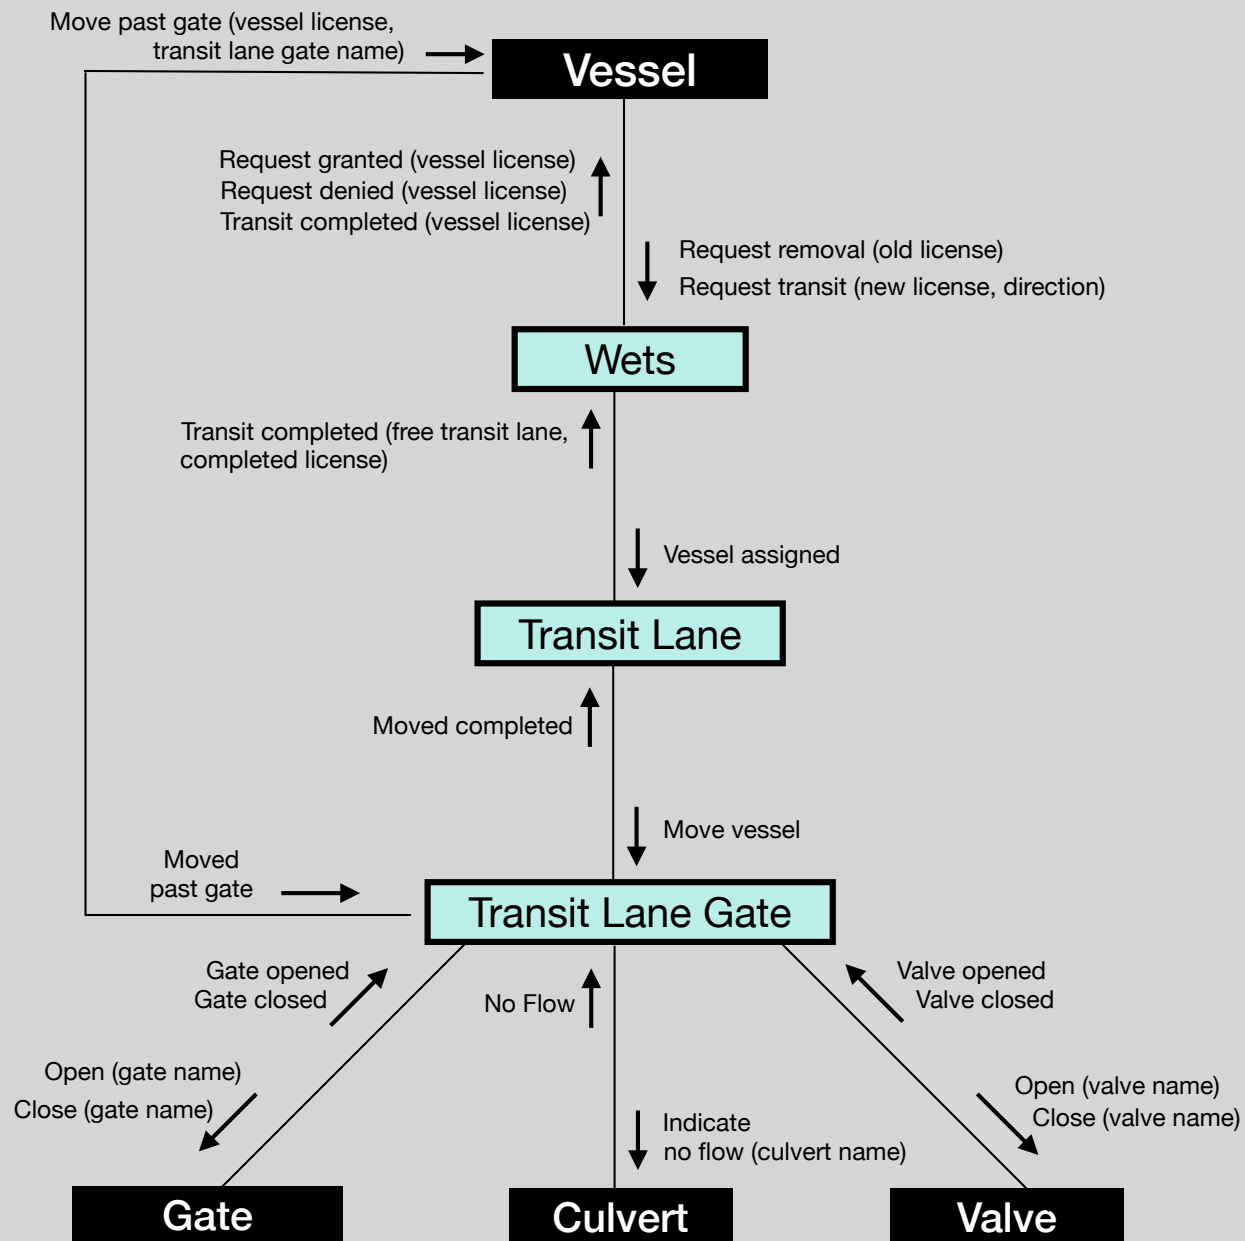 Move past gate (vessel license,
transit lane gate name)
Vessel
Request granted (vessel license)
Request denied (vessel license)
Transit completed (vessel license)
Request removal (old license)
Request transit (new license, direction)
Wets
Transit completed (free transit lane,
completed license)
Vessel assigned
Transit Lane
Moved completed
Move vessel
Moved
past gate
Transit Lane Gate
Gate opened
Gate closed
No Flow
Valve opened
Valve closed
Open (gate name)
Close (gate name)
Indicate
no flow (culvert name)
Open (valve name)
Close (valve name)
Gate
Culvert
Valve